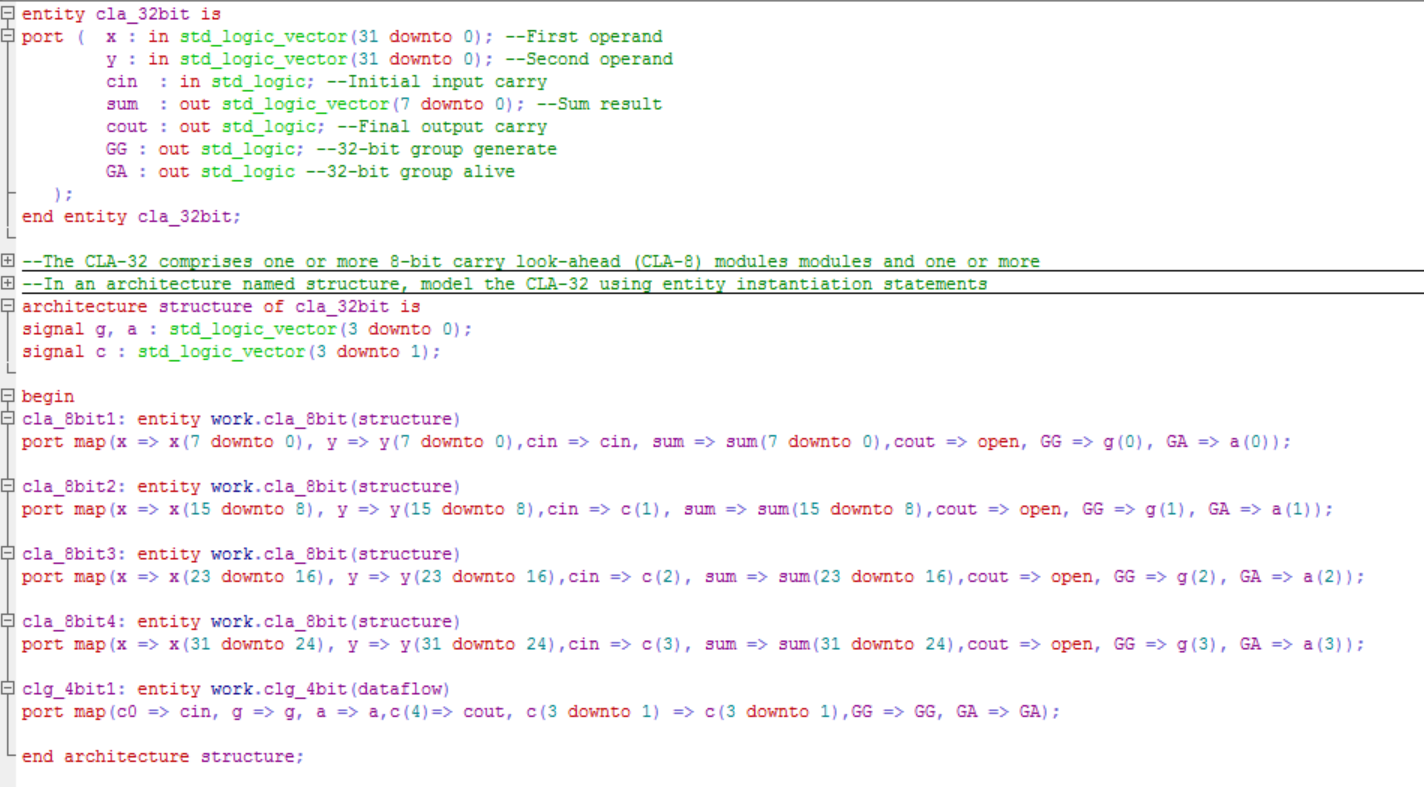 entity cla_32bit is
port (  x : in std_logic_vector(31 downto 0); --First operand
        y : in std_logic_vector(31 downto 0); --Second operand
        cin  : in std_logic; --Initial input carry
        sum  : out std_logic_vector(7 downto 0); --Sum result
        cout : out std_logic; --Final output carry
        GG : out std_logic; --32-bit group generate
        GA : out std_logic --32-bit group alive
   );
end entity cla_32bit;
--The CLA-32 comprises one or more 8-bit carry look-ahead (CLA-8) modules modules and one or more
--In an architecture named structure, model the CLA-32 using entity instantiation statements
architecture structure of cla_32bit is
signal g, a : std_logic_vector(3 downto 0);
signal c : std_logic_vector(3 downto 1);
begin
cla_8bit1: entity work.cla_8bit(structure)
port map(x => x(7 downto 0), y => y(7 downto 0),cin => cin, sum => sum(7 downto 0),cout => open, GG => g(0), GA => a(0));
cla_8bit2: entity work.cla_8bit(structure)
port map(x => x(15 downto 8), y => y(15 downto 8),cin => c(1), sum => sum(15 downto 8),cout => open, GG => g(1), GA => a(1));
cla_8bit3: entity work.cla_8bit(structure)
port map(x => x(23 downto 16), y => y(23 downto 16),cin => c(2), sum => sum(23 downto 16),cout => open, GG => g(2), GA => a(2));
cla_8bit4: entity work.cla_8bit(structure)
port map(x => x(31 downto 24), y => y(31 downto 24),cin => c(3), sum => sum(31 downto 24),cout => open, GG => g(3), GA => a(3));
clg_4bit1: entity work.clg_4bit(dataflow)
port map(c0 => cin, g => g, a => a,c(4)=> cout, c(3 downto 1) => c(3 downto 1),GG => GG, GA => GA);
end architecture structure;